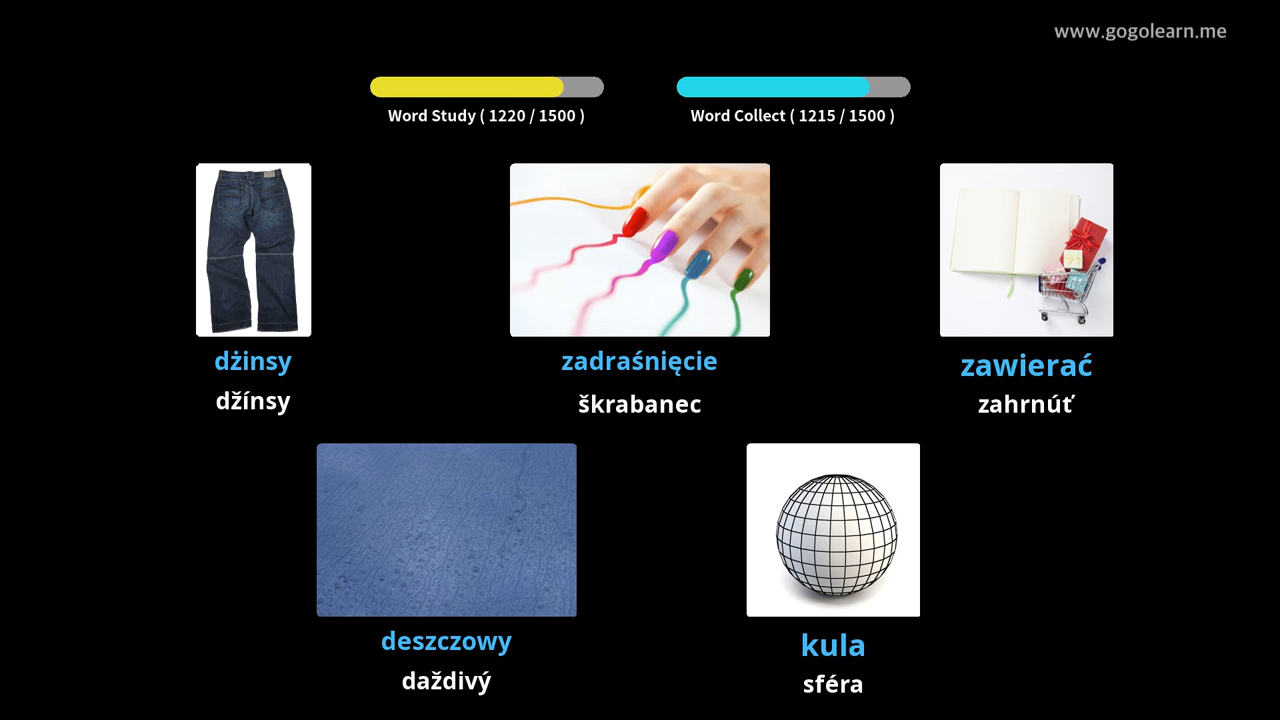 www.gogolearn.me
Word Study ( 1220 / 1500 )
Word Collect ( 1215 / 1500 )
dżinsy
džínsy
zadraśnięcie
škrabanec
zawierać
zahrnúť
deszczowy
daždivý
kula
sféra